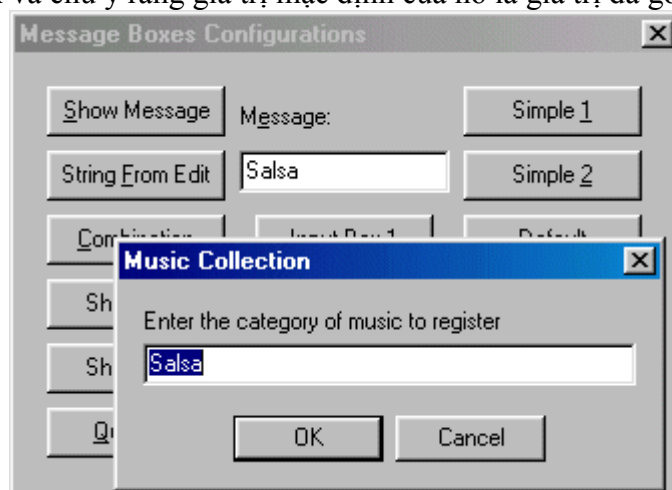 và chú ý rằng giá trị mặc định của nó là giá trị đã
Message Boxes Configurations
Show Message
Message:
Simple 1
String From Edit
Salsa
Simple 2
Music Collection
Enter the category of music to register
Salsa
OK
Cancel